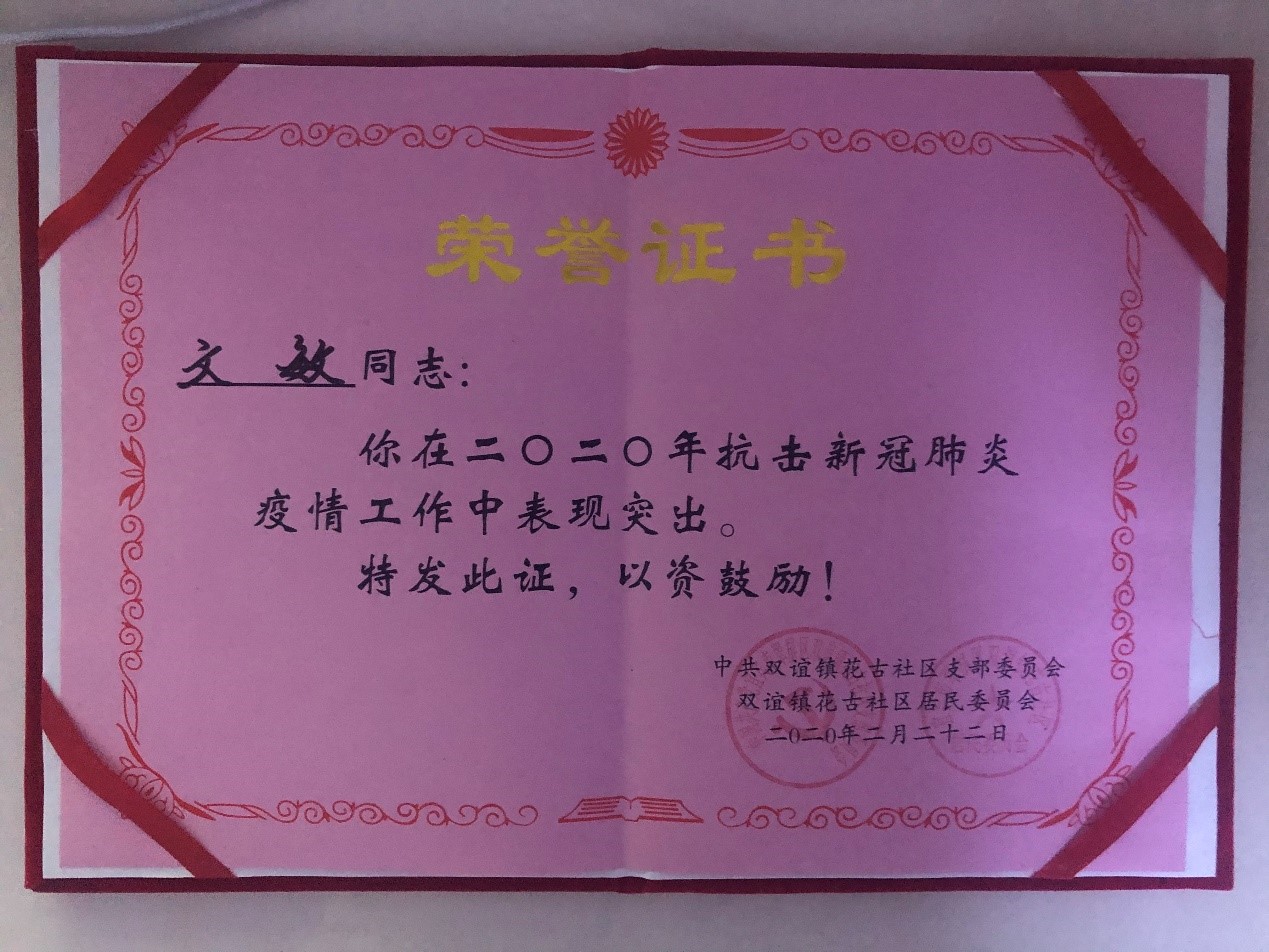 荣誉证书
文 敏 同志：
你在二〇二〇年抗击新冠肺炎
疫情工作中表现突出。
特发此证，以资鼓励！
中共双谊镇花古社区支部委员会
双谊镇花古社区居民委员会
二0二0年二月二十二日